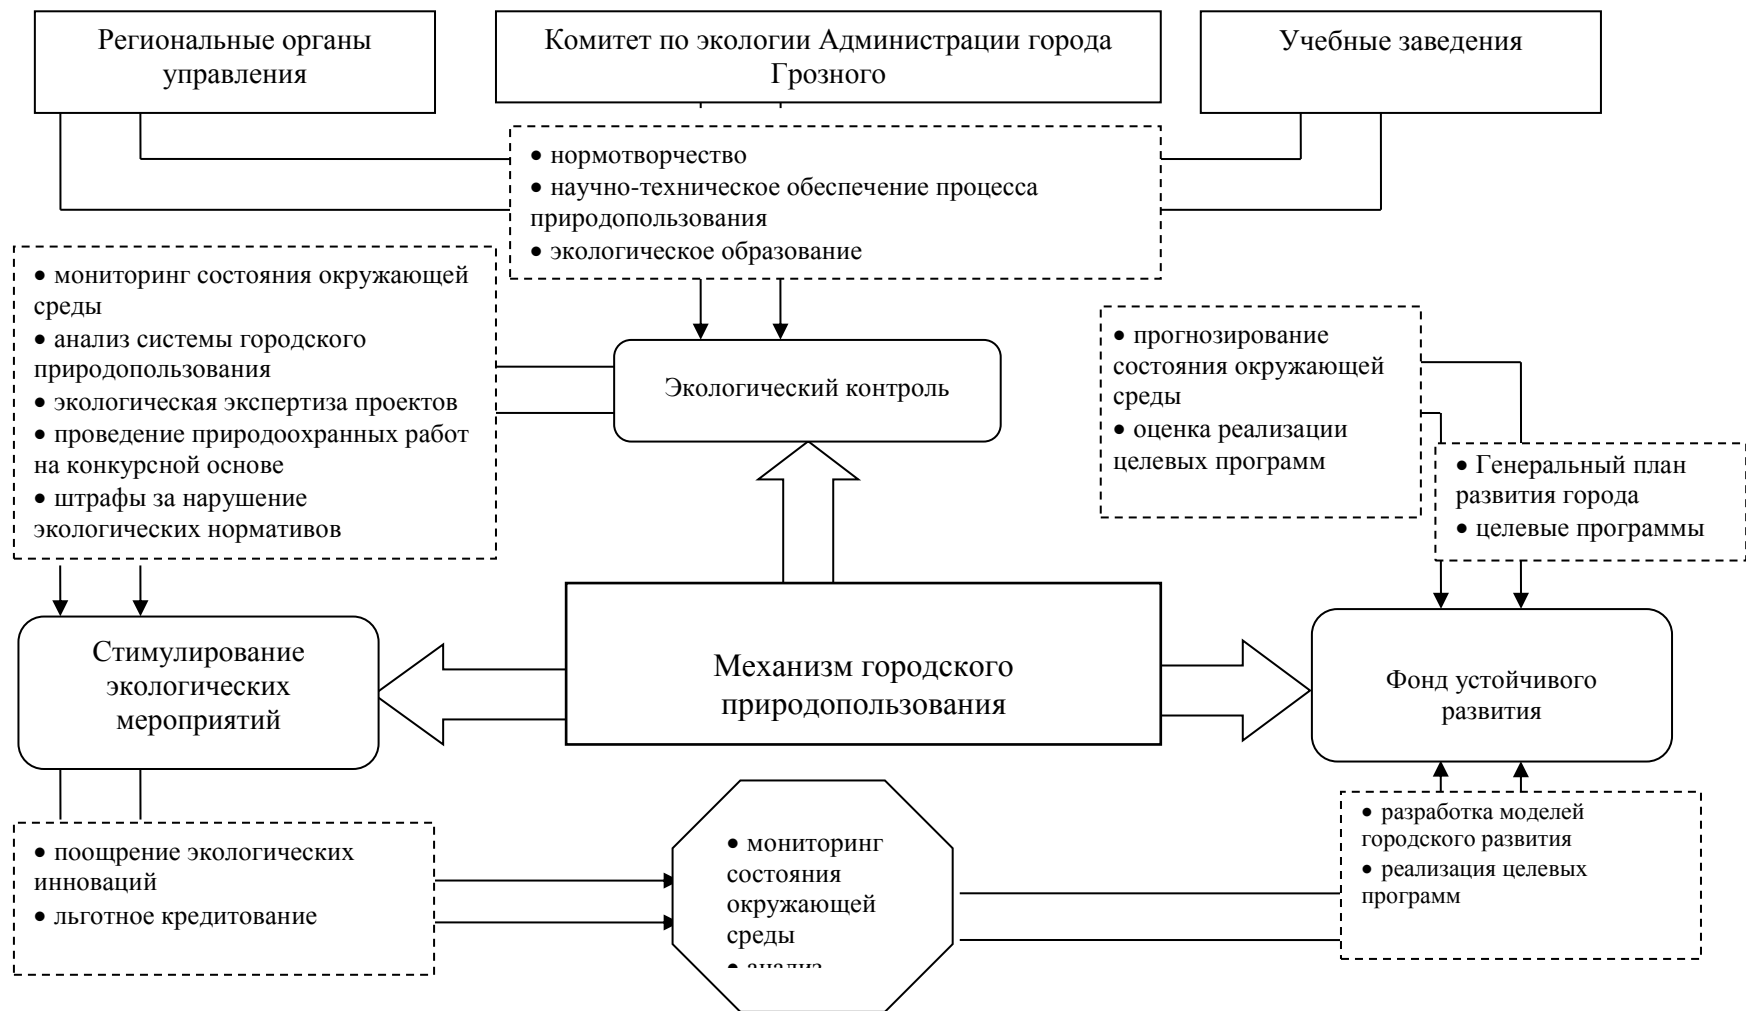 Региональные органы
управления
Комитет по экологии Администрации города
Грозного
Учебные заведения
• нормотворчество
• научно-техническое обеспечение процесса
природопользования
• экологическое образование
• мониторинг состояния окружающей
среды
• анализ системы городского
природопользования
• экологическая экспертиза проектов
• проведение природоохранных работ
на конкурсной основе
• штрафы за нарушение
экологических нормативов
Экологический контроль
• прогнозирование
состояния окружающей
среды
• оценка реализации
целевых программ
• Генеральный план
развития города
• целевые программы
Стимулирование
экологических
мероприятий
Механизм городского
природопользования
Фонд устойчивого
развития
• поощрение экологических
инноваций
• льготное кредитование
• мониторинг
состояния
окружающей
среды
• анализ
• разработка моделей
городского развития
• реализация целевых
программ